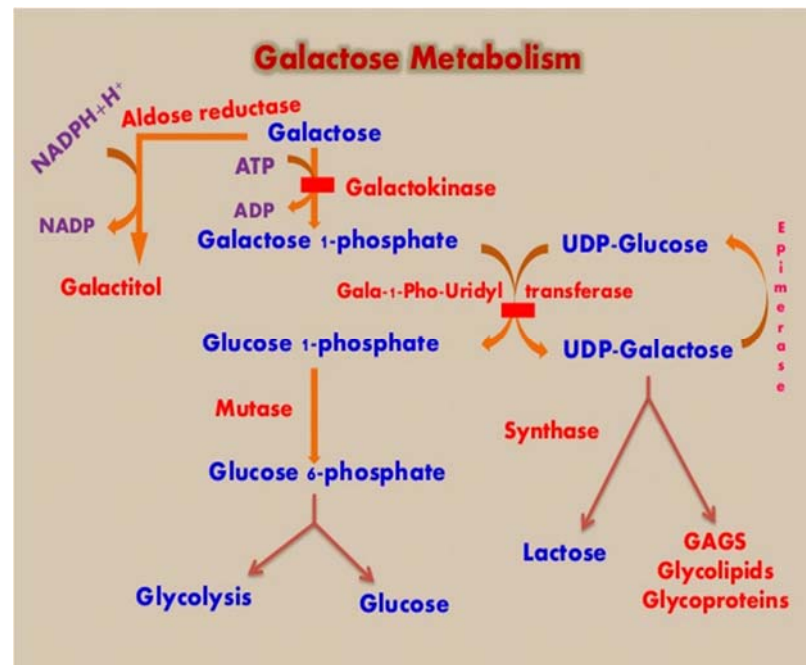 Galactose Metabolism
NADPH+H+
Aldose reductase
Galactose
ATP
Galactokinase
NADP
ADP
Galactose 1-phosphate
UDP-Glucose
Epimerase
Galactitol
Gala-1-Pho-Uridyl transferase
Glucose 1-phosphate
UDP-Galactose
Mutase
Synthase
Glucose 6-phosphate
Lactose
GAGS
Glycolipids
Glycoproteins
Glycolysis
Glucose